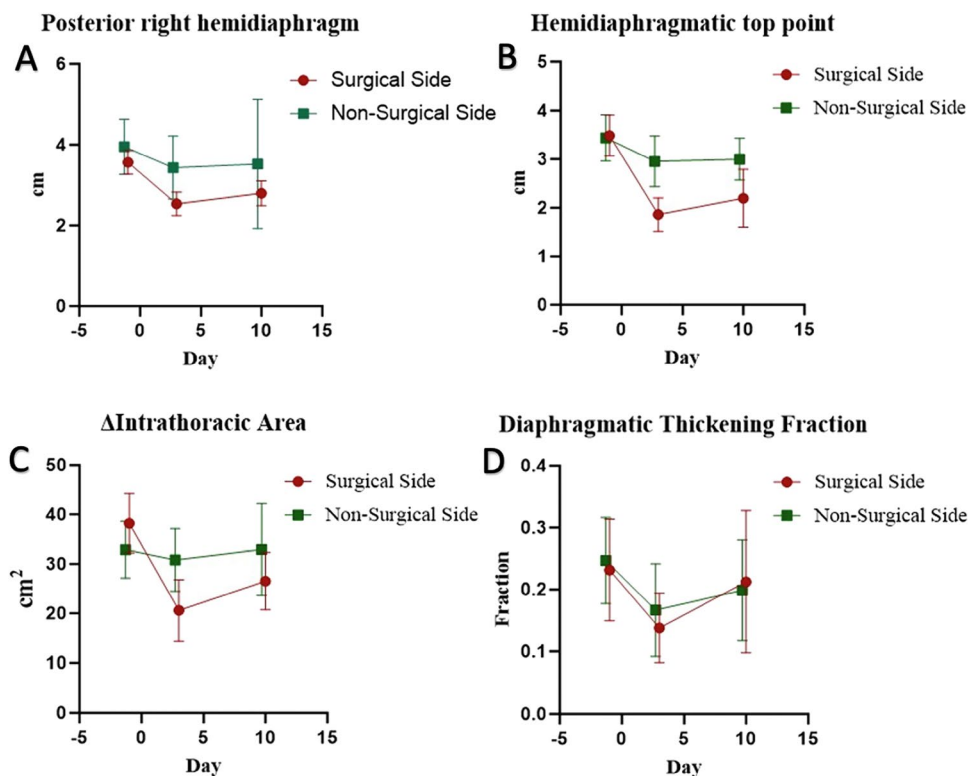 Posterior right hemidiaphragm
A
6
4
2
0
cm
-5
0
5
10
15
Day
Surgical Side
Non-Surgical Side
Hemidiaphragmatic top point
B
5
4
3
2
1
0
cm
-5
0
5
10
15
Day
Surgical Side
Non-Surgical Side
ΔIntrathoracic Area
C
50
40
30
20
10
0
cm²
-5
0
5
10
15
Day
Surgical Side
Non-Surgical Side
Diaphragmatic Thickening Fraction
D
0.4
0.3
0.2
0.1
0.0
Fraction
-5
0
5
10
15
Day
Surgical Side
Non-Surgical Side